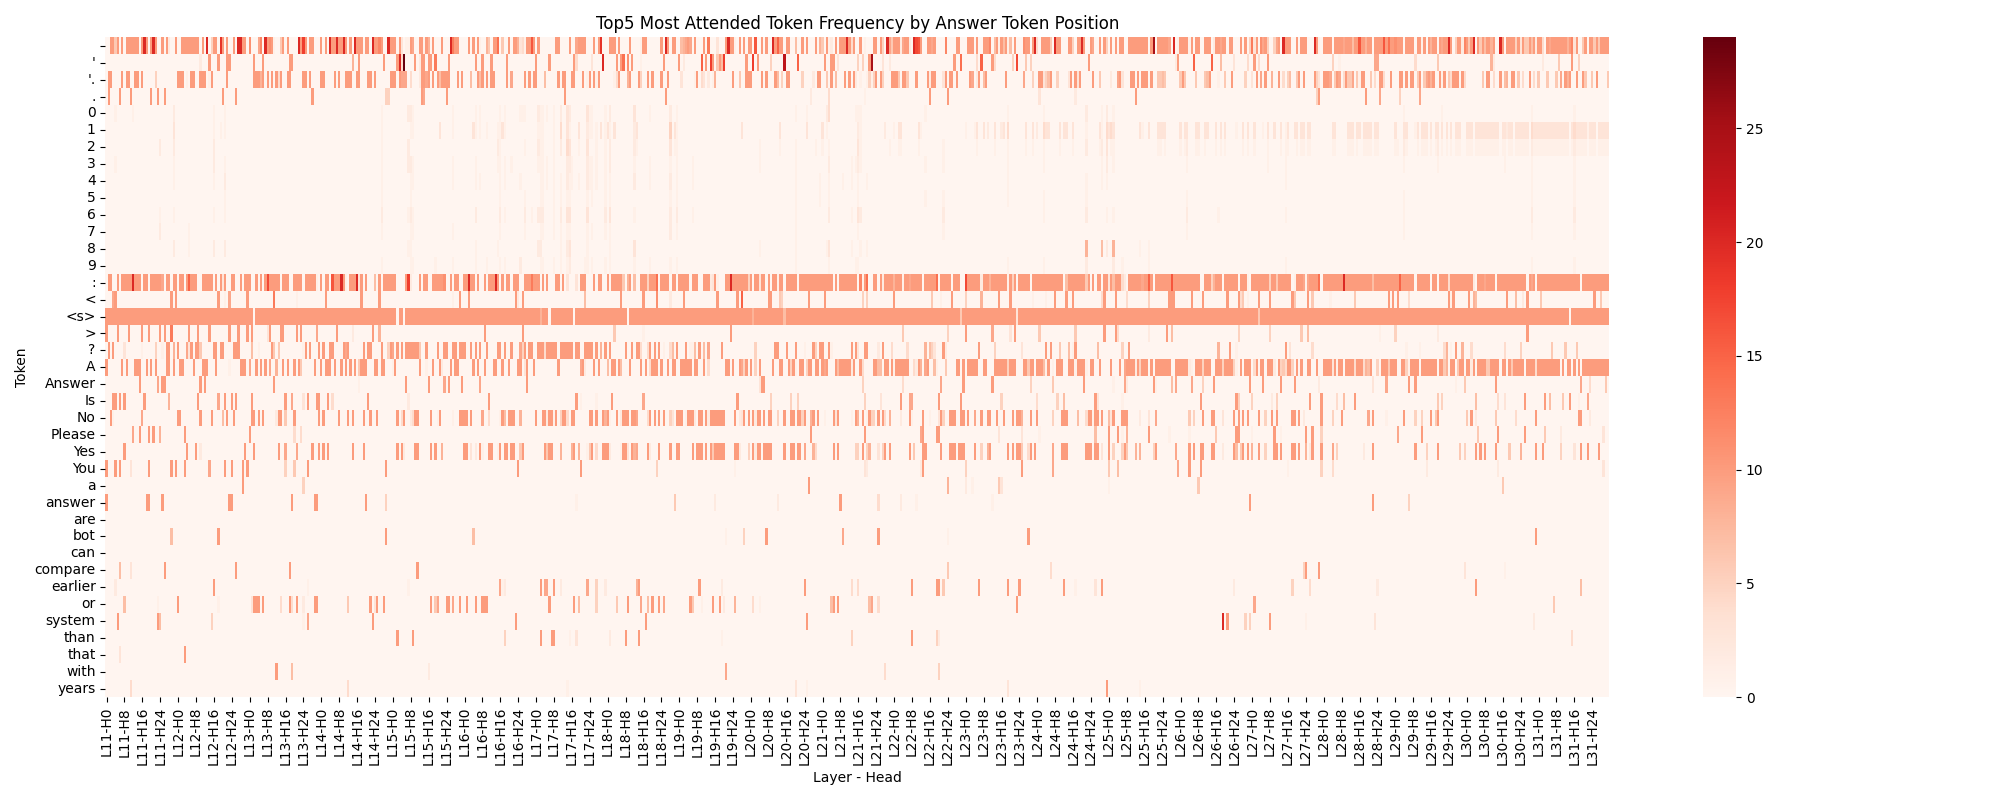 Top5 Most Attended Token Frequency by Answer Token Position
'
'.
.
0
1
2
3
4
5
6
7
8
9
:
<
<s>
>
?
A
Answer
Is
No
Please
Yes
You
a
answer
are
bot
can
compare
earlier
or
system
than
that
with
years
Token
L11-H0
L11-H8
L11-H16
L11-H24
L12-H0
L12-H8
L12-H16
L12-H24
L13-H0
L13-H8
L13-H16
L13-H24
L14-H0
L14-H8
L14-H16
L14-H24
L15-H0
L15-H8
L15-H16
L15-H24
L16-H0
L16-H8
L16-H16
L16-H24
L17-H0
L17-H8
L17-H16
L17-H24
L18-H0
L18-H8
L18-H16
L18-H24
L19-H0
L19-H8
L19-H16
L19-H24
L20-H0
L20-H8
L20-H16
L20-H24
L21-H0
L21-H8
L21-H16
L21-H24
L22-H0
L22-H8
L22-H16
L22-H24
L23-H0
L23-H8
L23-H16
L23-H24
L24-H0
L24-H8
L24-H16
L24-H24
L25-H0
L25-H8
L25-H16
L25-H24
L26-H0
L26-H8
L26-H16
L26-H24
L27-H0
L27-H8
L27-H16
L27-H24
L28-H0
L28-H8
L28-H16
L28-H24
L29-H0
L29-H8
L29-H16
L29-H24
L30-H0
L30-H8
L30-H16
L30-H24
L31-H0
L31-H8
L31-H16
L31-H24
Layer - Head
25
20
15
10
5
0